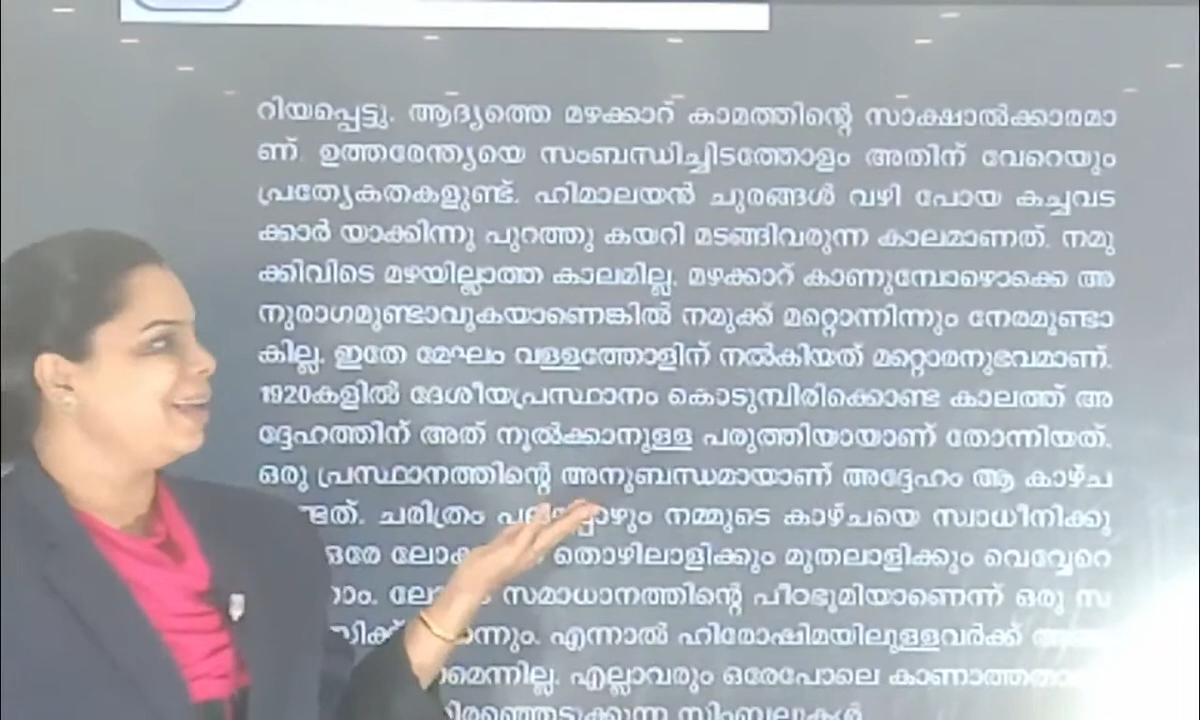 റിയപ്പെട്ടു. ആദ്യത്തെ മഴക്കാറ് കാമത്തിന്റെ സാക്ഷാൽക്കാരമാ
ണ്. ഉത്തരേന്ത്യയെ സംബന്ധിച്ചിടത്തോളം അതിന് വേറെയും
പ്രത്യേകതകളുണ്ട്. ഹിമാലയൻ ചുരങ്ങൾ വഴി പോയ കച്ചവട
ക്കാർ യാക്കിന്നു പുറത്തു കയറി മടങ്ങിവരുന്ന കാലമാണത്. നമു
ക്കിവിടെ മഴയില്ലാത്ത കാലമില്ല. മഴക്കാറ് കാണുമ്പോഴൊക്കെ അ
നുരാഗമുണ്ടാവുകയാണെങ്കിൽ നമുക്ക് മറ്റൊന്നിന്നും നേരമുണ്ടാ
കില്ല. ഇതേ മേഘം വള്ളത്തോളിന് നൽകിയത് മറ്റൊരനുഭവമാണ്.
1920കളിൽ ദേശീയപ്രസ്ഥാനം കൊടുമ്പിരിക്കൊണ്ട കാലത്ത് അ
ദ്ദേഹത്തിന് അത് നൂൽക്കാനുള്ള പരുത്തിയായാണ് തോന്നിയത്.
ഒരു പ്രസ്ഥാനത്തിന്റെ അനുബന്ധമായാണ് അദ്ദേഹം ആ കാഴ്ച
ചരിത്രം നമ്മുടെ കാഴ്ചയെ സ്വാധീനിക്കു
ഒരേ തൊഴിലാളിക്കും മുതലാളിക്കും വെവ്വേറെ
സമാധാനത്തിന്റെ പീഠഭൂമിയാണെന്ന് ഒരു സ
എന്നാൽ ഹിരോഷിമയിലുള്ളവർക്ക്
എല്ലാവരും ഒരേപോലെ
സിംബലുകൾ